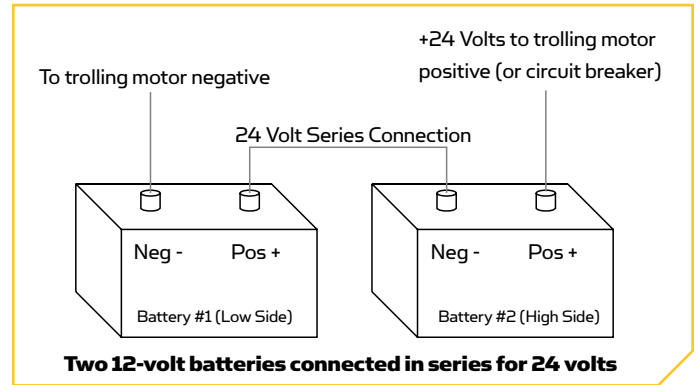 +24 Volts to trolling motor
positive (or circuit breaker)
To trolling motor negative
24 Volt Series Connection
Neg -
Pos +
Neg -
Pos +
Battery #1 (Low Side)
Battery #2 (High Side)
Two 12-volt batteries connected in series for 24 volts